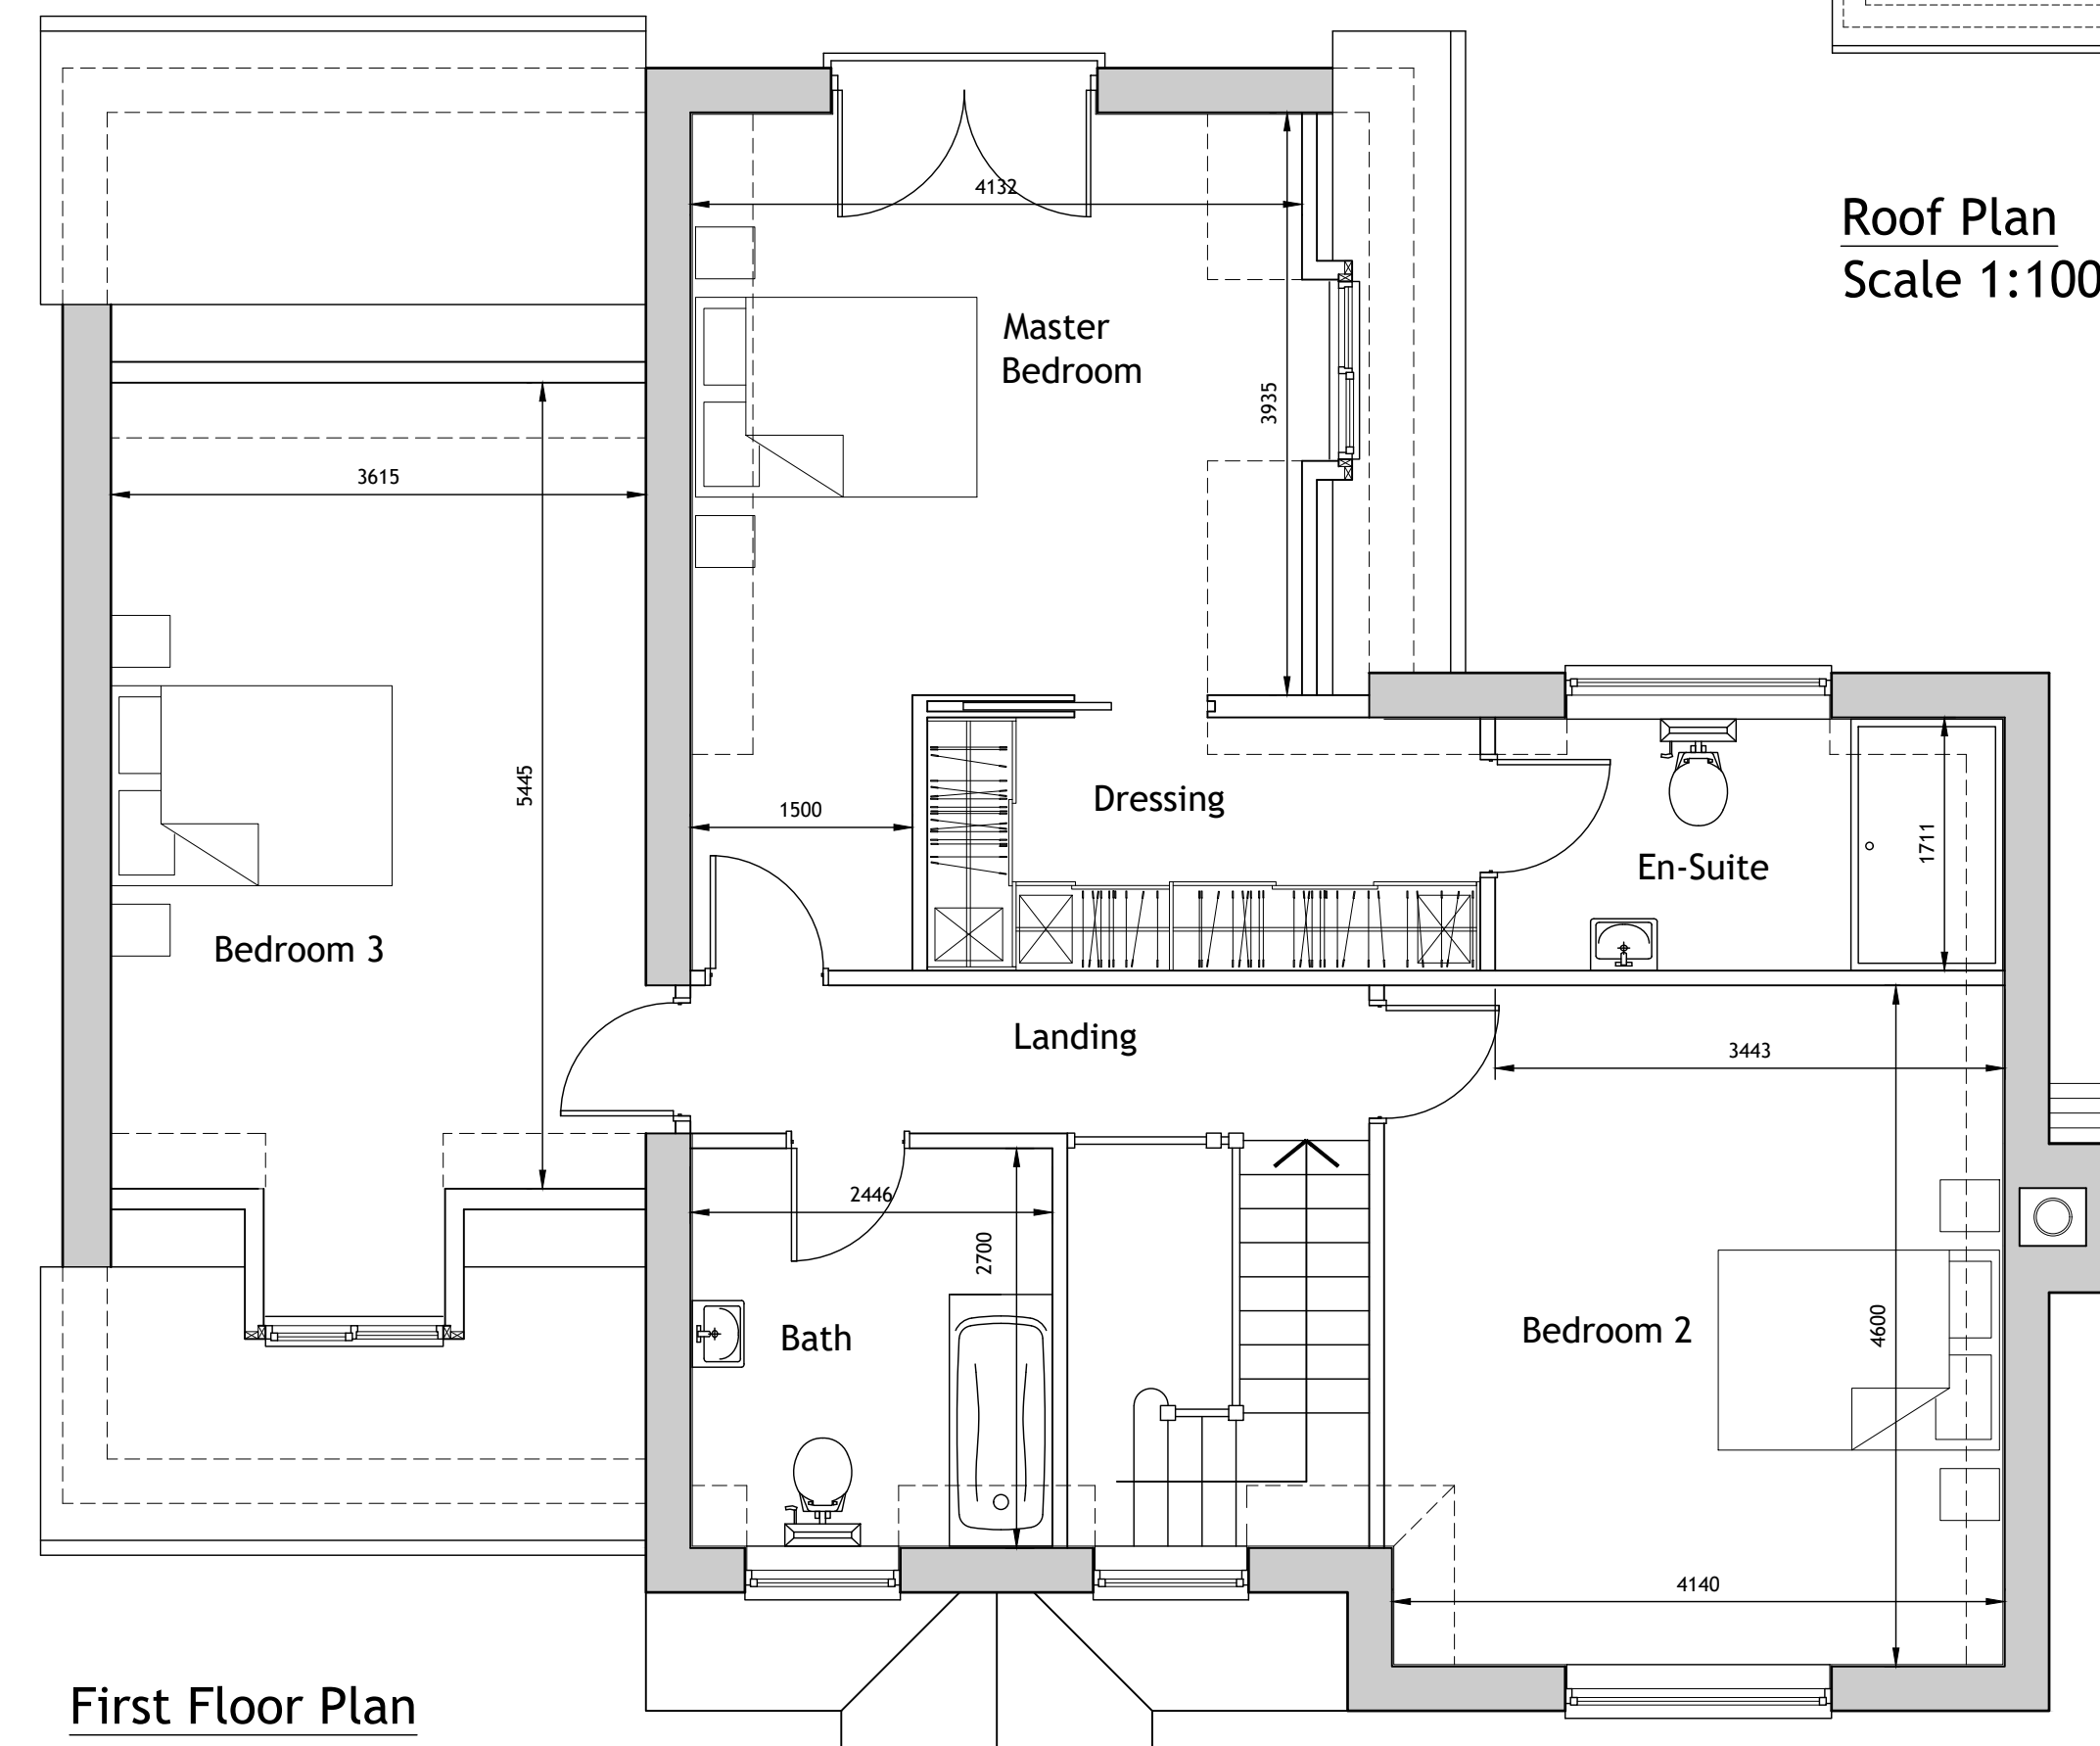 Roof Plan
Scale 1:100
4132
Master
Bedroom
3935
3615
5445
1500
Dressing
En-Suite
1711
Bedroom 3
Landing
3443
2446
2700
Bath
Bedroom 2
4600
4140
First Floor Plan